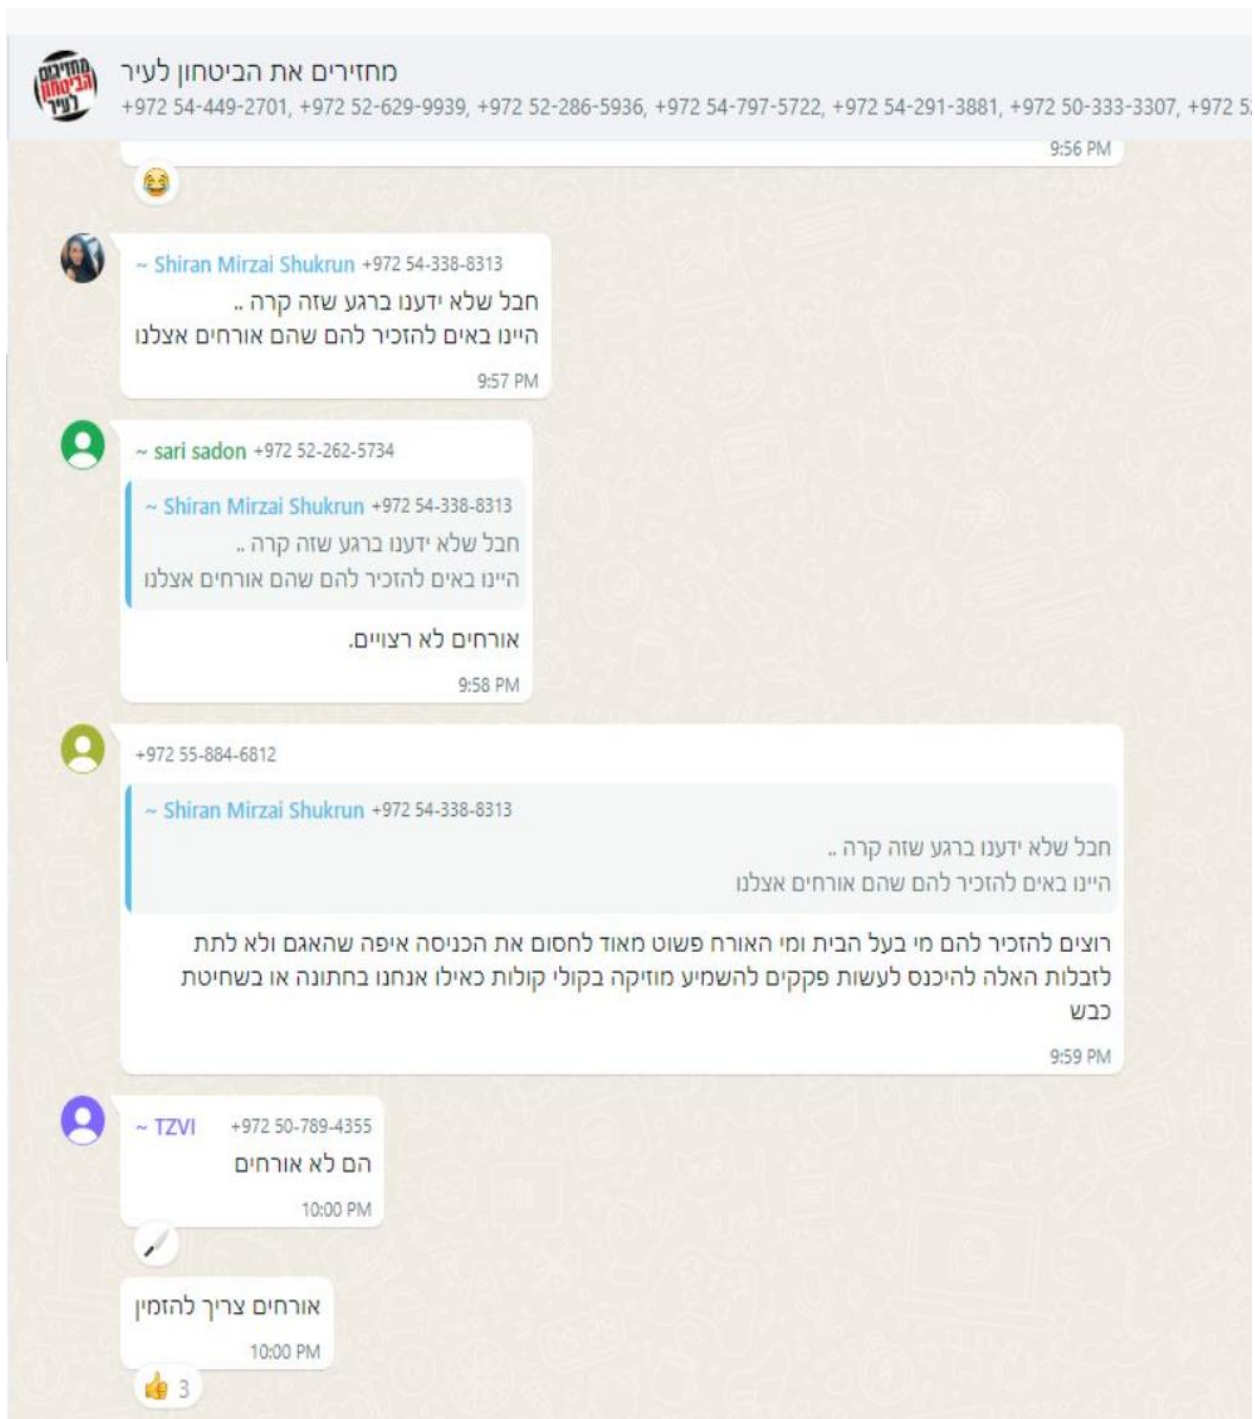 מחזירים
הביטחון
לעיר
מחזירים את הביטחון לעיר
+972 54-449-2701, +972 52-629-9939, +972 52-286-5936, +972 54-797-5722, +972 54-291-3881, +972 50-333-3307, +972 5
9:56 PM
~ Shiran Mirzai Shukrun +972 54-338-8313
חבל שלא ידענו ברגע שזה קרה ..
היינו באים להזכיר להם שהם אורחים אצלנו
9:57 PM
~ sari sadon +972 52-262-5734
~ Shiran Mirzai Shukrun +972 54-338-8313
חבל שלא ידענו ברגע שזה קרה ..
היינו באים להזכיר להם שהם אורחים אצלנו
אורחים לא רצויים.
9:58 PM
+972 55-884-6812
~ Shiran Mirzai Shukrun +972 54-338-8313
חבל שלא ידענו ברגע שזה קרה ..
היינו באים להזכיר להם שהם אורחים אצלנו
רוצים להזכיר להם מי בעל הבית ומי האורח פשוט מאוד לחסום את הכניסה איפה שהאגם ולא לתת
לזבלות האלה להיכנס לעשות פקקים להשמיע מוזיקה בקולי קולות כאילו אנחנו בחתונה או בשחיטת
כבש
9:59 PM
~ TZVI +972 50-789-4355
הם לא אורחים
10:00 PM
אורחים צריך להזמין
10:00 PM
3